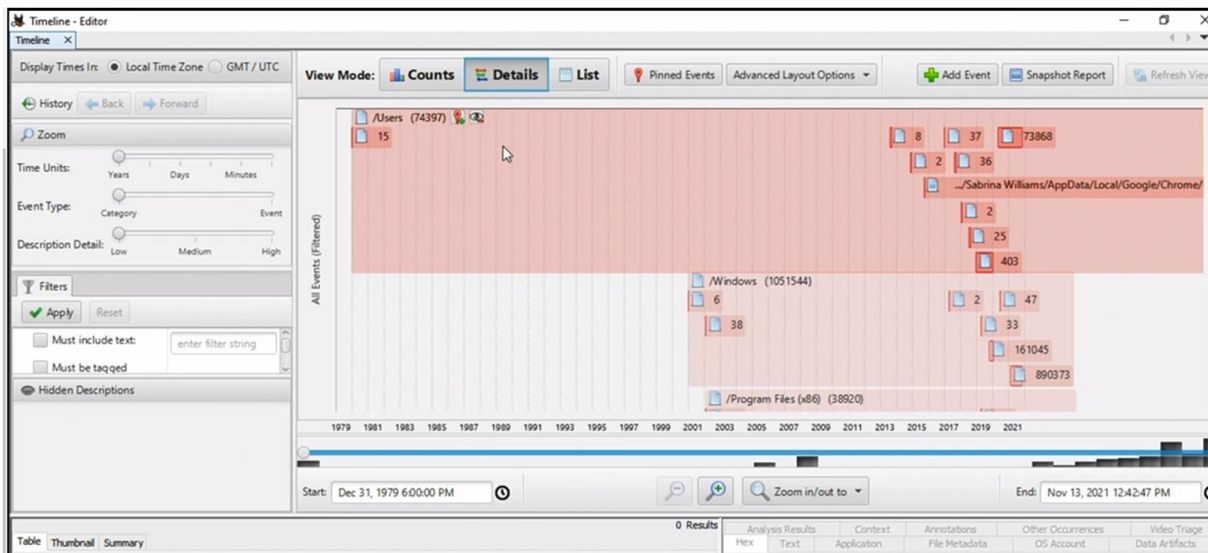 Timeline - Editor
Timeline X
Display Times In: Local Time Zone GMT / UTC
History Back Forward
Zoom
Time Units:
Years Days Minutes
Event Type:
Category Event
Description Detail:
Low Medium High
Filters
Apply Reset
Must include text: enter filter string
Must be tagged
Hidden Descriptions
View Mode: Counts Details List Pinned Events Advanced Layout Options Add Event Snapshot Report Refresh View
All Events (Filtered)
/Users (74397)
15 8 37 73868
2 36
.../Sabrina Williams/AppData/Local/Google/Chrome/
2
25
403
/Windows (1051544)
6 2 47
38 33
161045
890373
/Program Files (x86) (38920)
1979 1981 1983 1985 1987 1989 1991 1993 1995 1997 1999 2001 2003 2005 2007 2009 2011 2013 2015 2017 2019 2021
Start: Dec 31, 1979 6:00:00 PM Zoom in/out to End: Nov 13, 2021 12:42:47 PM
0 Results
Table Thumbnail Summary
Analysis Results Context Annotations Other Occurrences Video Triage
Hex Text Application File Metadata OS Account Data Artifacts